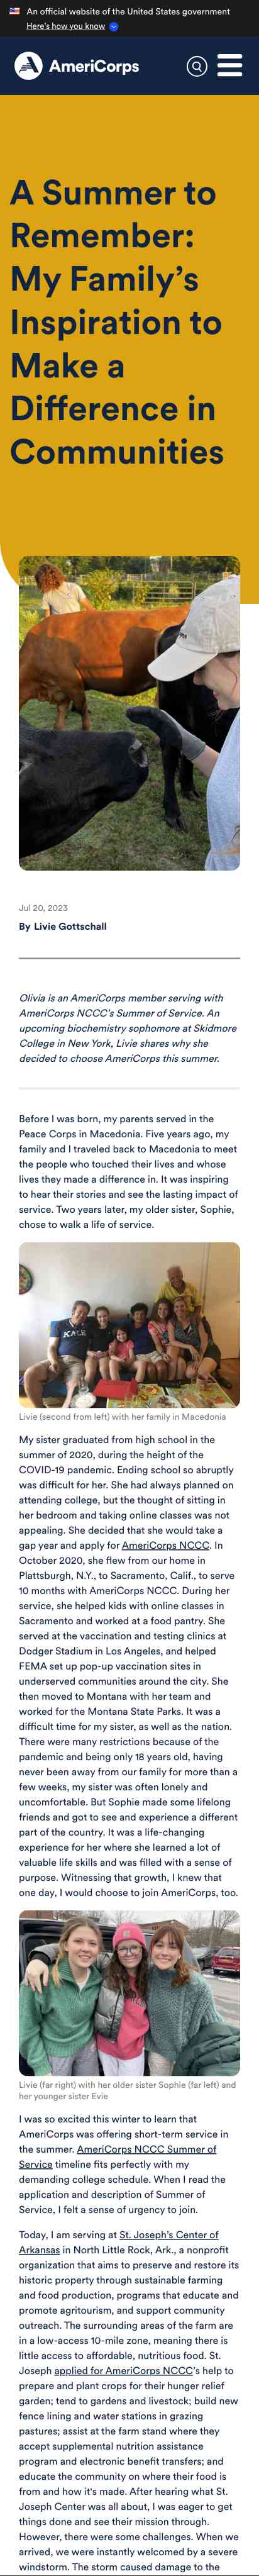 An official website of the United States government
Here's how you know
AmeriCorps
A Summer to
Remember:
My Family's
Inspiration to
Make a
Difference in
Communities
Jul 20, 2023
By Livie Gottschall
Olivia is an AmeriCorps member serving with
AmeriCorps NCCC's Summer of Service. An
upcoming biochemistry sophomore at Skidmore
College in New York, Livie shares why she
decided to choose AmeriCorps this summer.
Before I was born, my parents served in the
Peace Corps in Macedonia. Five years ago, my
family and I traveled back to Macedonia to meet
the people who touched their lives and whose
lives they made a difference in. It was inspiring
to hear their stories and see the lasting impact of
service. Two years later, my older sister, Sophie,
chose to walk a life of service.
KALE
Livie (second from left) with her family in Macedonia
My sister graduated from high school in the
summer of 2020, during the height of the
COVID-19 pandemic. Ending school so abruptly
was difficult for her. She had always planned on
attending college, but the thought of sitting in
her bedroom and taking online classes was not
appealing. She decided that she would take a
gap year and apply for AmeriCorps NCCC. In
October 2020, she flew from our home in
Plattsburgh, N.Y., to Sacramento, Calif., to serve
10 months with AmeriCorps NCCC. During her
service, she helped kids with online classes in
Sacramento and worked at a food pantry. She
served at the vaccination and testing clinics at
Dodger Stadium in Los Angeles, and helped
FEMA set up pop-up vaccination sites in
underserved communities around the city. She
then moved to Montana with her team and
worked for the Montana State Parks. It was a
difficult time for my sister, as well as the nation.
There were many restrictions because of the
pandemic and being only 18 years old, having
never been away from our family for more than a
few weeks, my sister was often lonely and
uncomfortable. But Sophie made some lifelong
friends and got to see and experience a different
part of the country. It was a life-changing
experience for her where she learned a lot of
valuable life skills and was filled with a sense of
purpose. Witnessing that growth, I knew that
one day, I would choose to join AmeriCorps, too.
Livie (far right) with her older sister Sophie (far left) and
her younger sister Evie
I was so excited this winter to learn that
AmeriCorps was offering short-term service in
the summer. AmeriCorps NCCC Summer of
Service timeline fits perfectly with my
demanding college schedule. When I read the
application and description of Summer of
Service, I felt a sense of urgency to join.
Today, I am serving at St. Joseph's Center of
Arkansas in North Little Rock, Ark., a nonprofit
organization that aims to preserve and restore its
historic property through sustainable farming
and food production, programs that educate and
promote agritourism, and support community
outreach. The surrounding areas of the farm are
in a low-access 10-mile zone, meaning there is
little access to affordable, nutritious food. St.
Joseph applied for AmeriCorps NCCC's help to
prepare and plant crops for their hunger relief
garden; tend to gardens and livestock; build new
fence lining and water stations in grazing
pastures; assist at the farm stand where they
accept supplemental nutrition assistance
program and electronic benefit transfers; and
educate the community on where their food is
from and how it's made. After hearing what St.
Joseph Center was all about, I was eager to get
things done and see their mission through.
However, there were some challenges. When we
arrived, we were instantly welcomed by a severe
windstorm. The storm caused damage to the